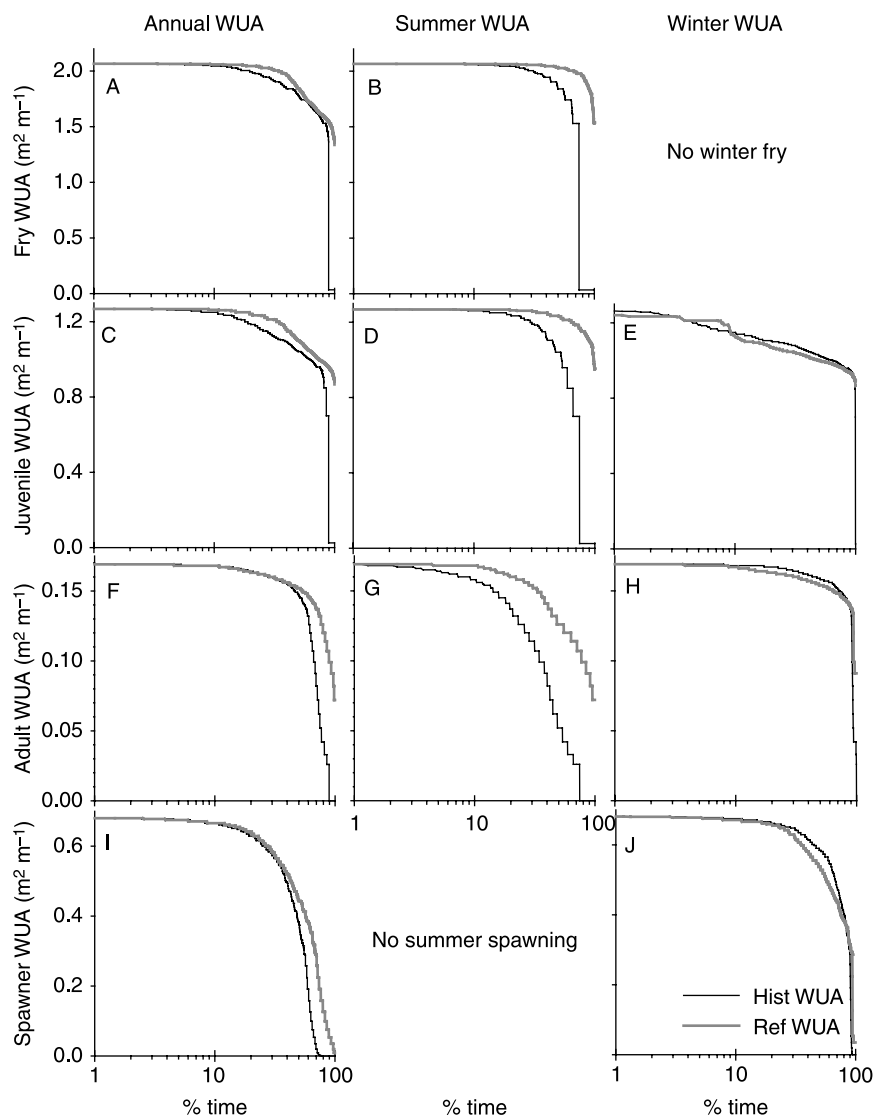 Annual WUA Summer WUA Winter WUA
Fry WUA (m² m⁻¹)
2.0
1.5
1.0
0.5
0.0
A
B
No winter fry
Juvenile WUA (m² m⁻¹)
1.2
0.8
0.4
0.0
C
D
E
Adult WUA (m² m⁻¹)
0.15
0.10
0.05
0.00
F
G
H
1 10 100
Spawner WUA (m² m⁻¹)
0.6
0.4
0.2
0.0
I
No summer spawning
J
Hist WUA
Ref WUA
1 10 100
1 10 100
% time % time % time